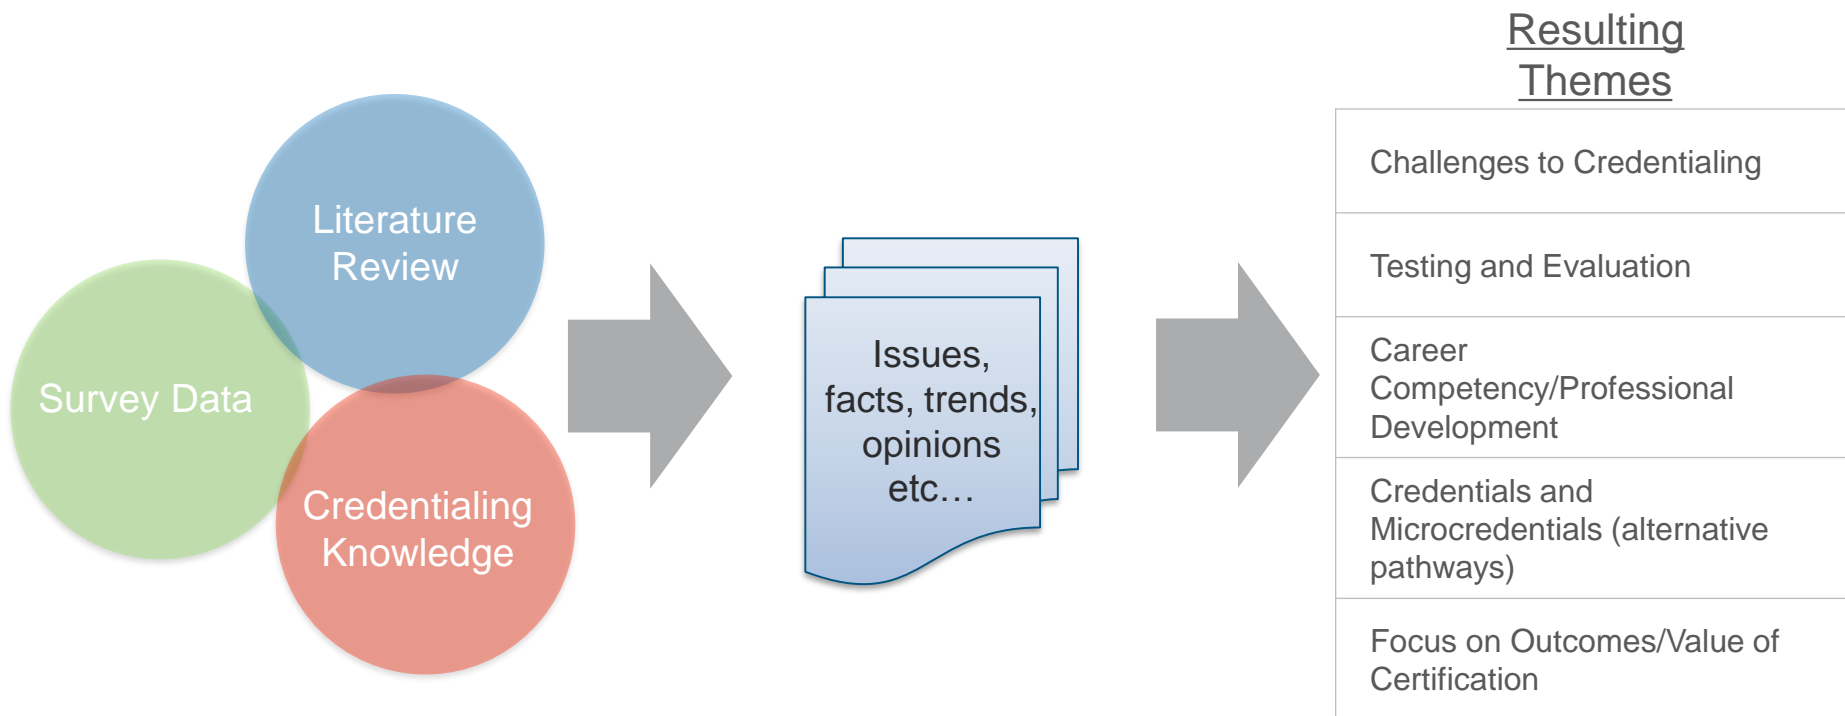 Literature
Review
Survey Data
Credentialing
Knowledge
Issues,
facts, trends,
opinions
etc…
Resulting
Themes
Challenges to Credentialing
Testing and Evaluation
Career
Competency/Professional
Development
Credentials and
Microcredentials (alternative
pathways)
Focus on Outcomes/Value of
Certification